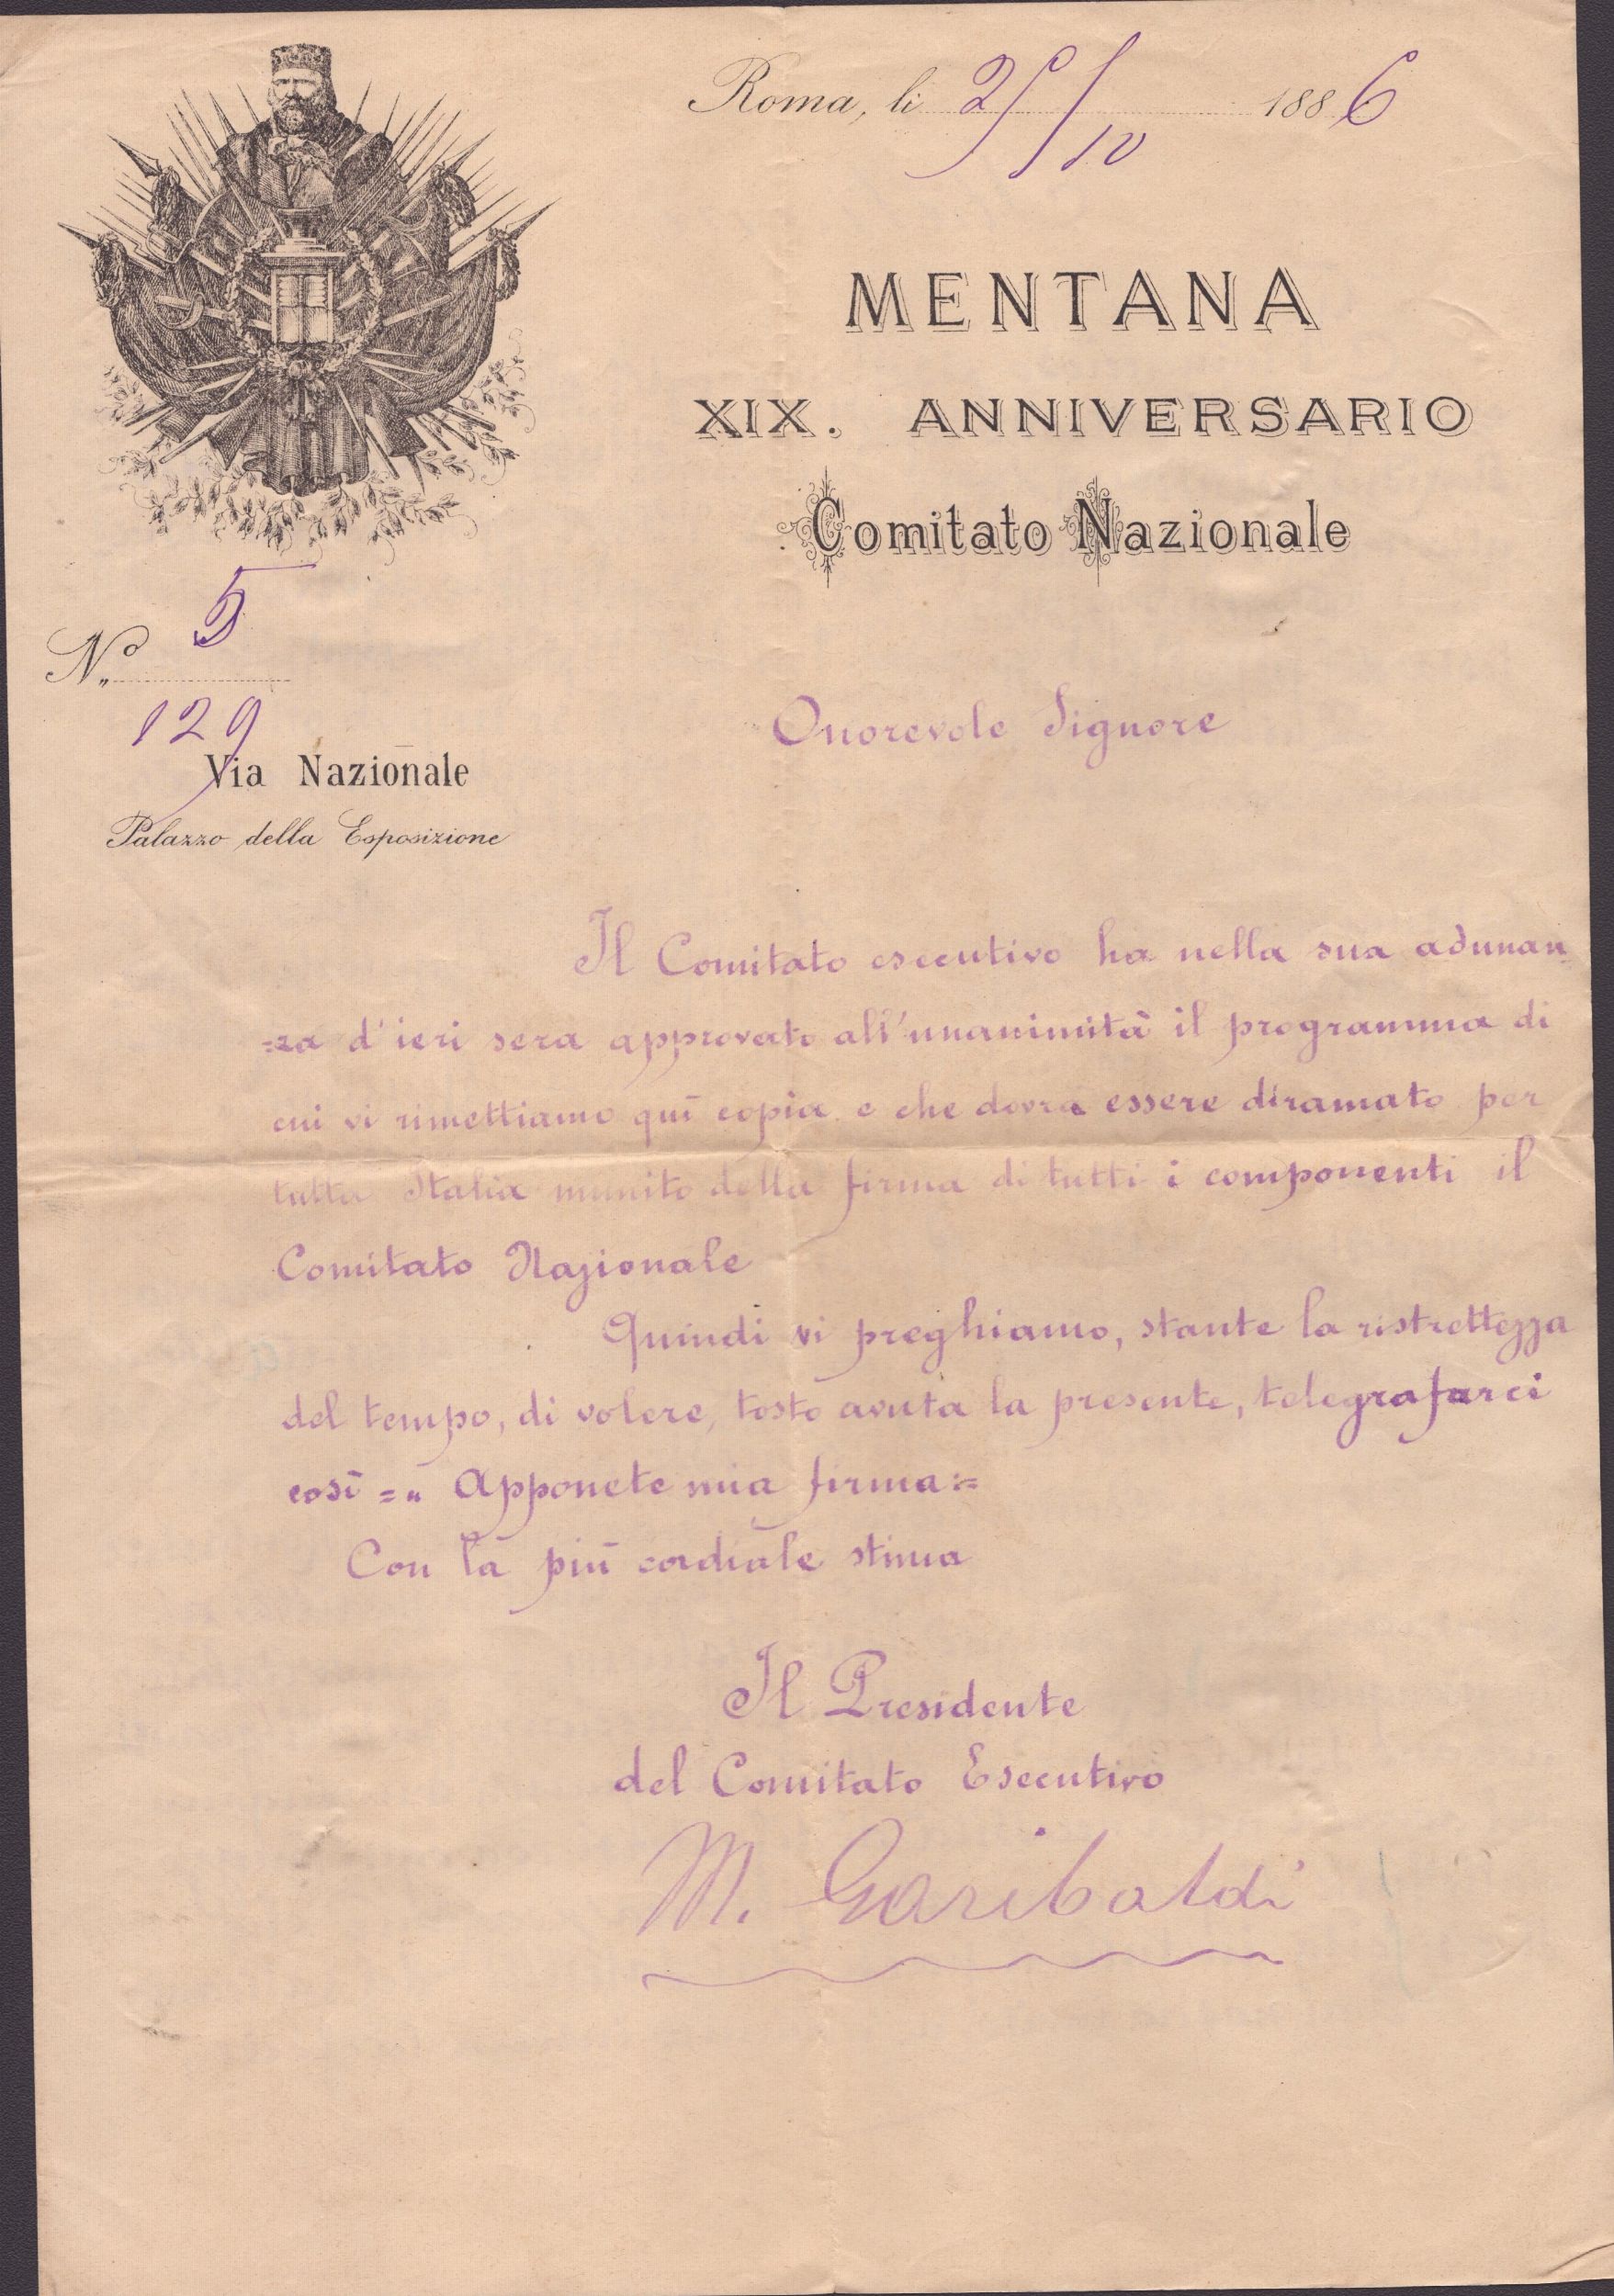 Roma, li 25/10 1886
MENTANA
XIX. ANNIVERSARIO
Comitato Nazionale
N.º 5
129
Via Nazionale
Palazzo della Esposizione
Onorevole Signore
Il Comitato esecutivo ha nella sua adunan=
=za d'ieri sera approvato all'unanimità il programma di
cui vi rimettiamo quì copia e che dovrà essere diramato per
tutta Italia munito della firma di tutti i componenti il
Comitato Nazionale
Quindi vi preghiamo, stante la ristrettezza
del tempo, di volere, tosto avuta la presente, telegrafarci
così = " Apponete mia firma :=
Con la più cordiale stima
Il Presidente
del Comitato Esecutivo
M. Garibaldi